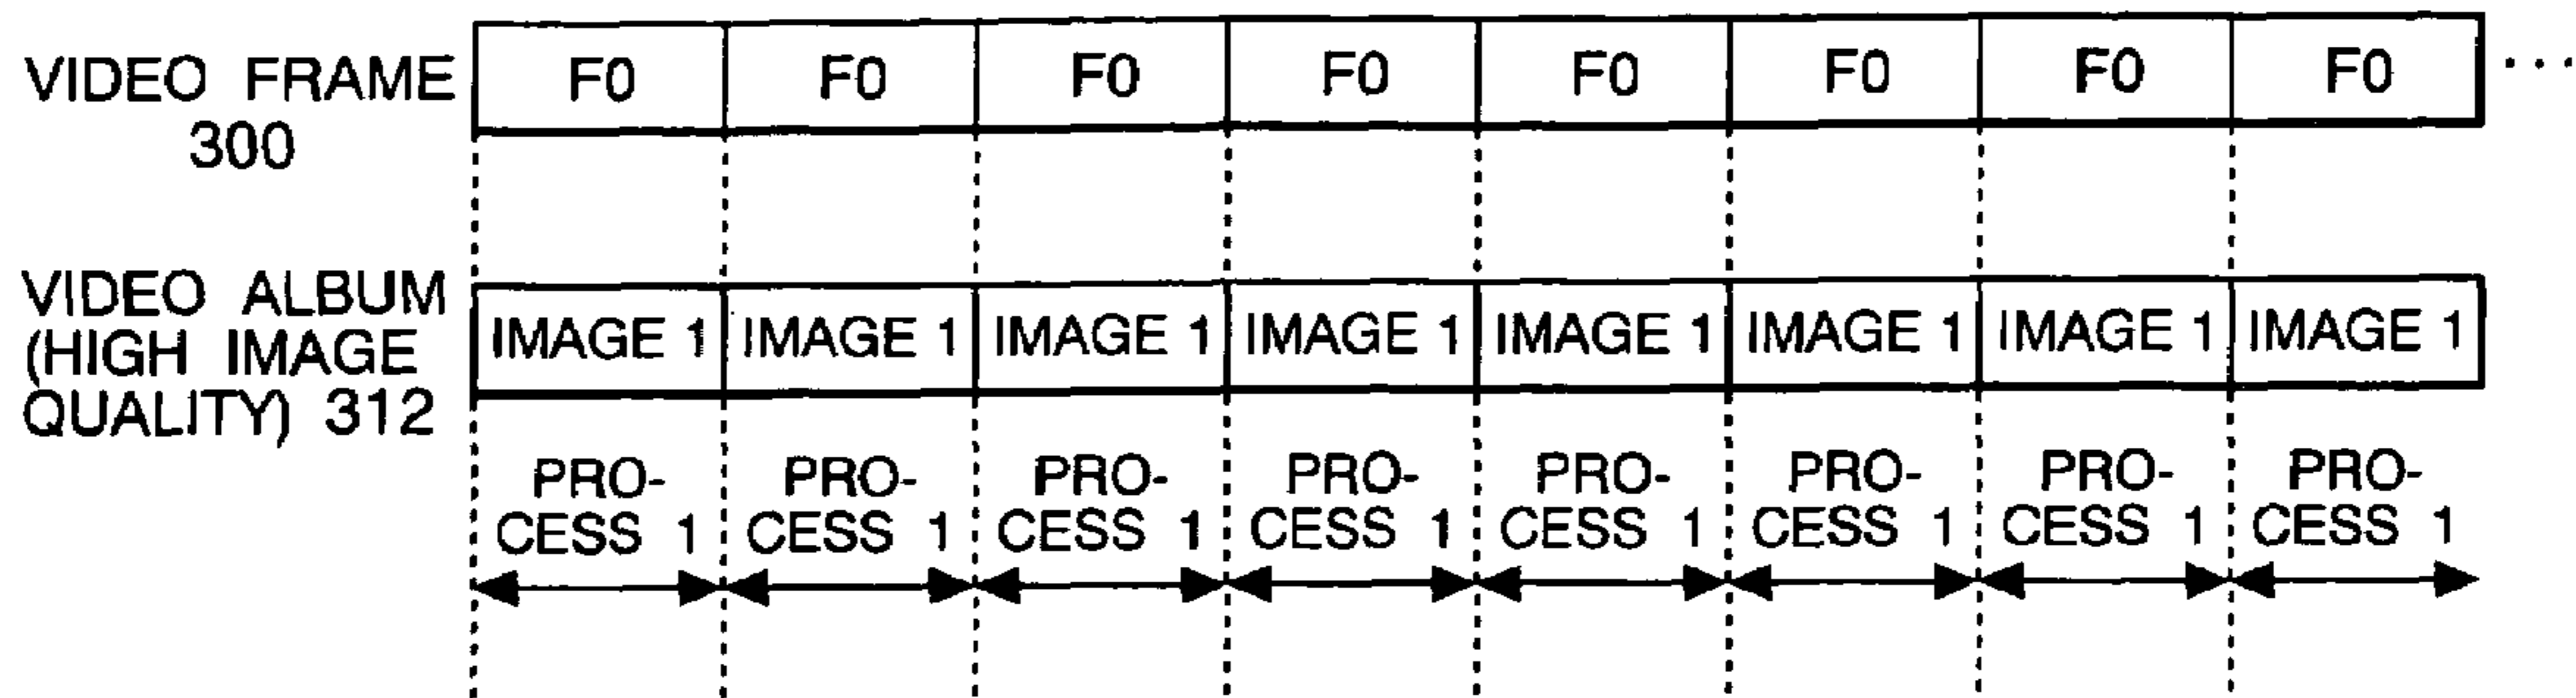 VIDEO FRAME
300
F0 F0 F0 F0 F0 F0 F0 F0 ...
VIDEO ALBUM
(HIGH IMAGE
QUALITY) 312
IMAGE 1 IMAGE 1 IMAGE 1 IMAGE 1 IMAGE 1 IMAGE 1 IMAGE 1 IMAGE 1
PRO- PRO- PRO- PRO- PRO- PRO- PRO- PRO-
CESS 1 CESS 1 CESS 1 CESS 1 CESS 1 CESS 1 CESS 1 CESS 1